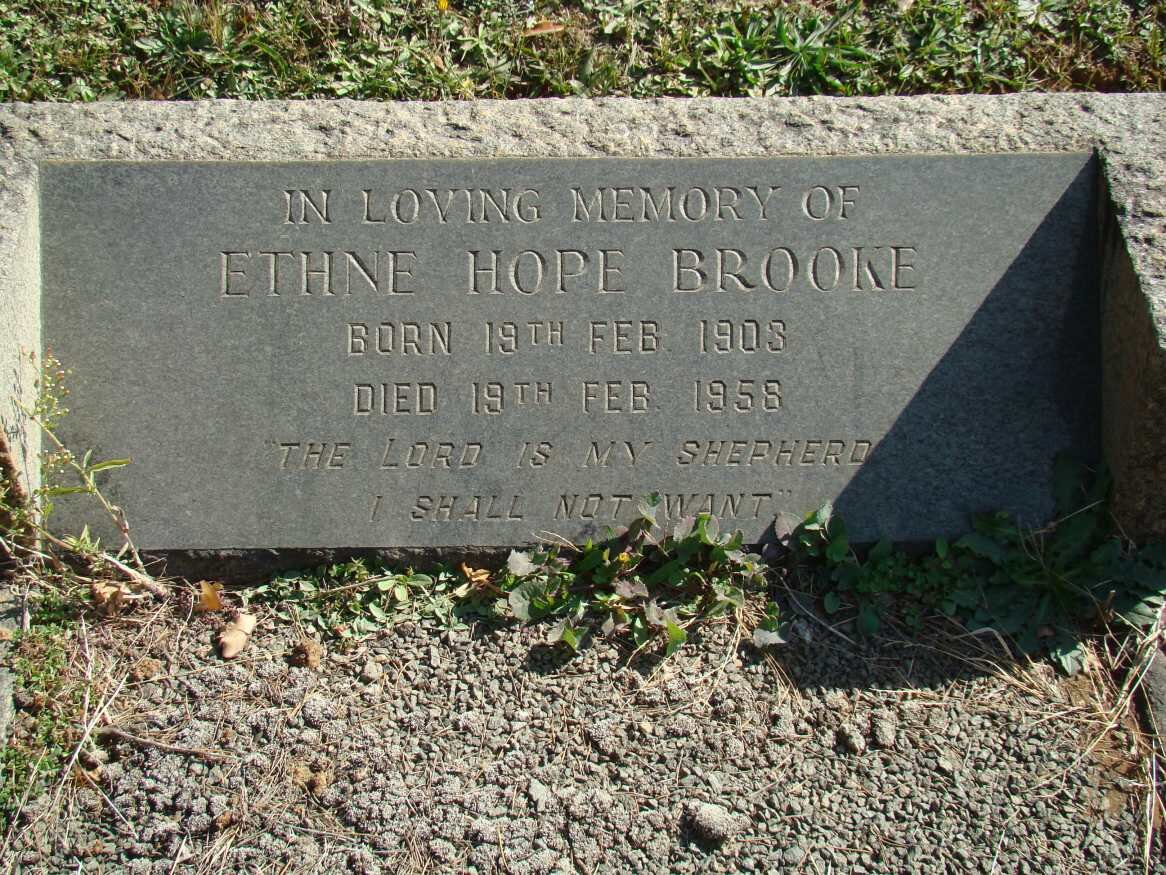 IN LOVING MEMORY OF
ETHNE HOPE BROOKE
BORN 19TH FEB. 1903
DIED 19TH FEB. 1958
"THE LORD IS MY SHEPHERD
I SHALL NOT WANT"